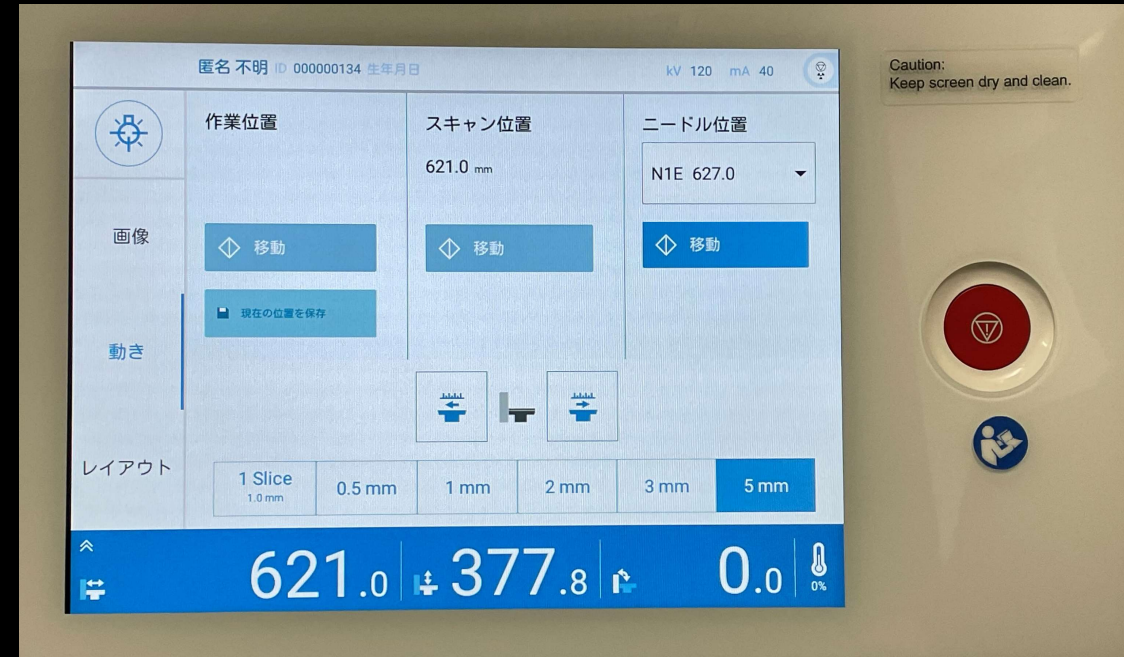 匿名 不明 ID 000000134 生年月日
kV 120 mA 40
Caution:
Keep screen dry and clean.
作業位置
スキャン位置
ニードル位置
621.0 mm
N1E 627.0
画像
移動
移動
移動
現在の位置を保存
動き
レイアウト
1 Slice
1.0 mm
0.5 mm
1 mm
2 mm
3 mm
5 mm
621.0
377.8
0.0
0%